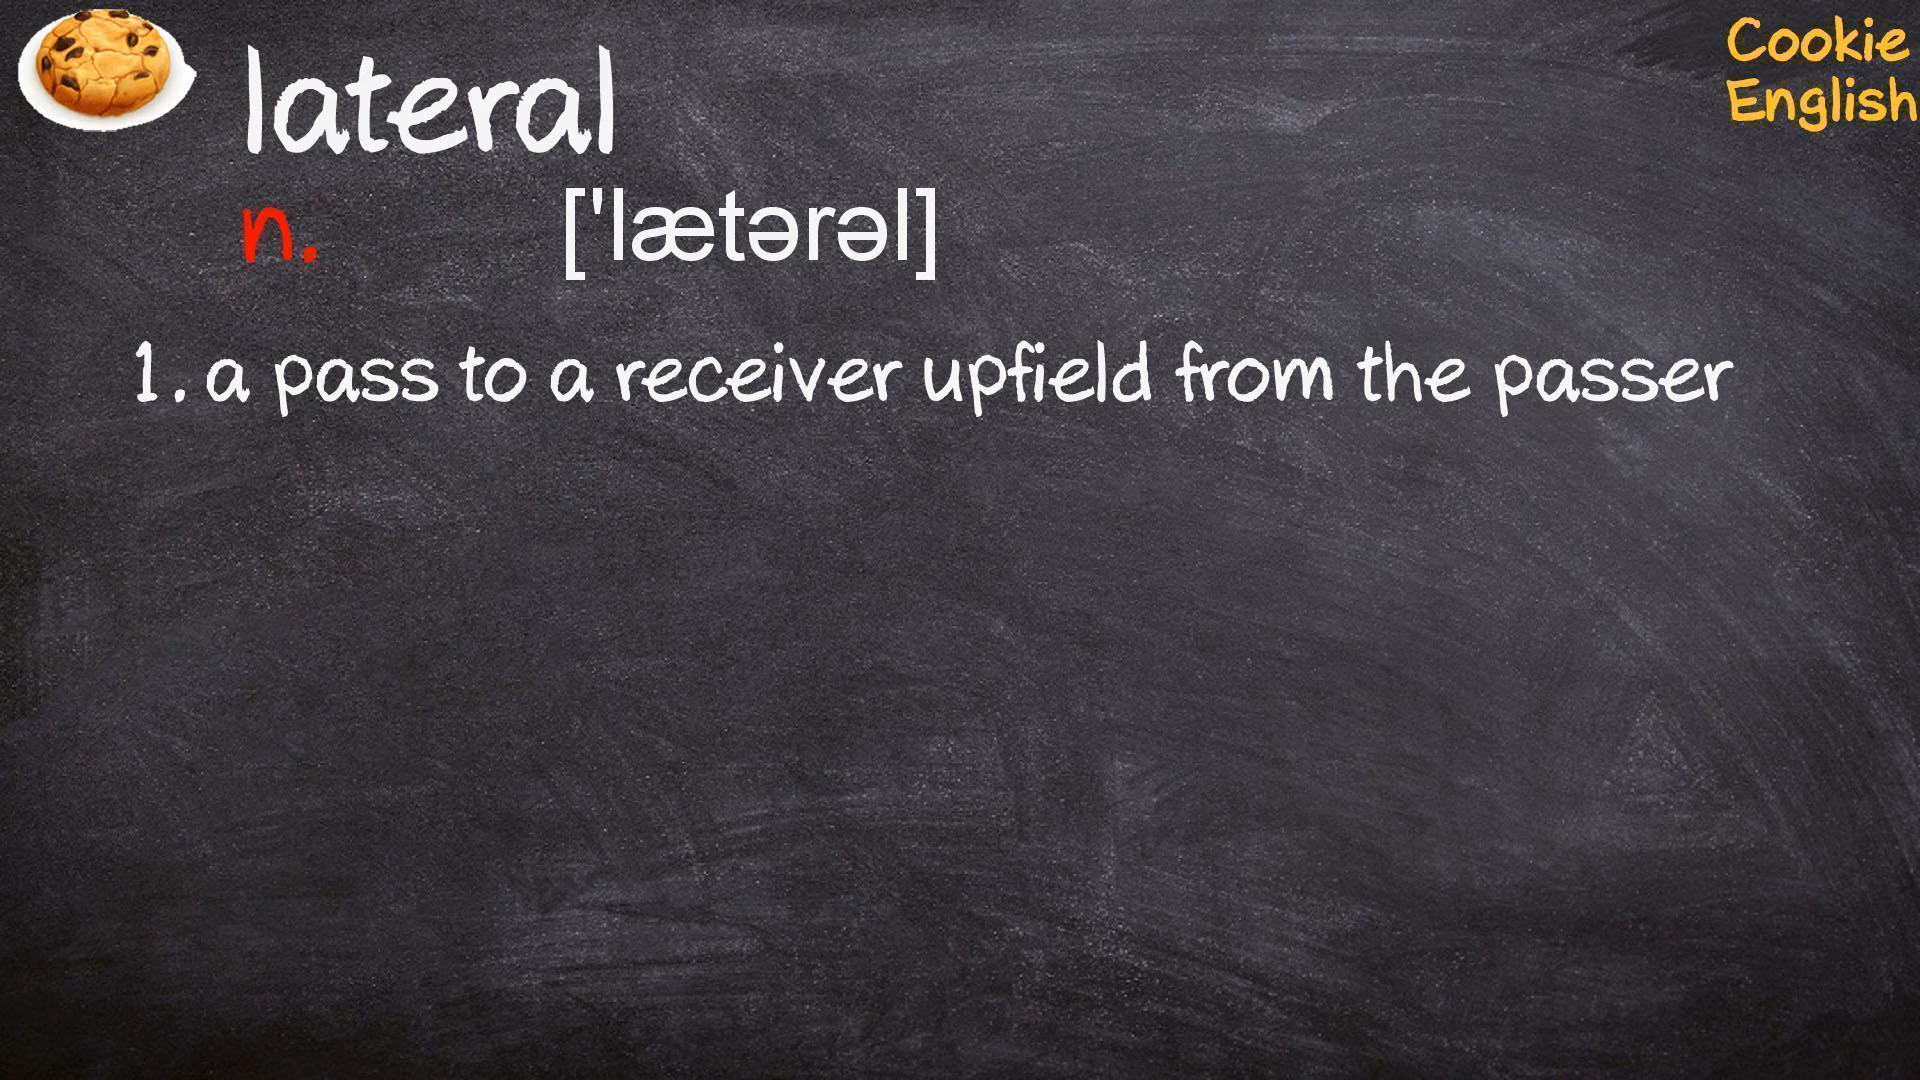 lateral
Cookie
English
n. ['lætərəl]
1. a pass to a receiver upfield from the passer